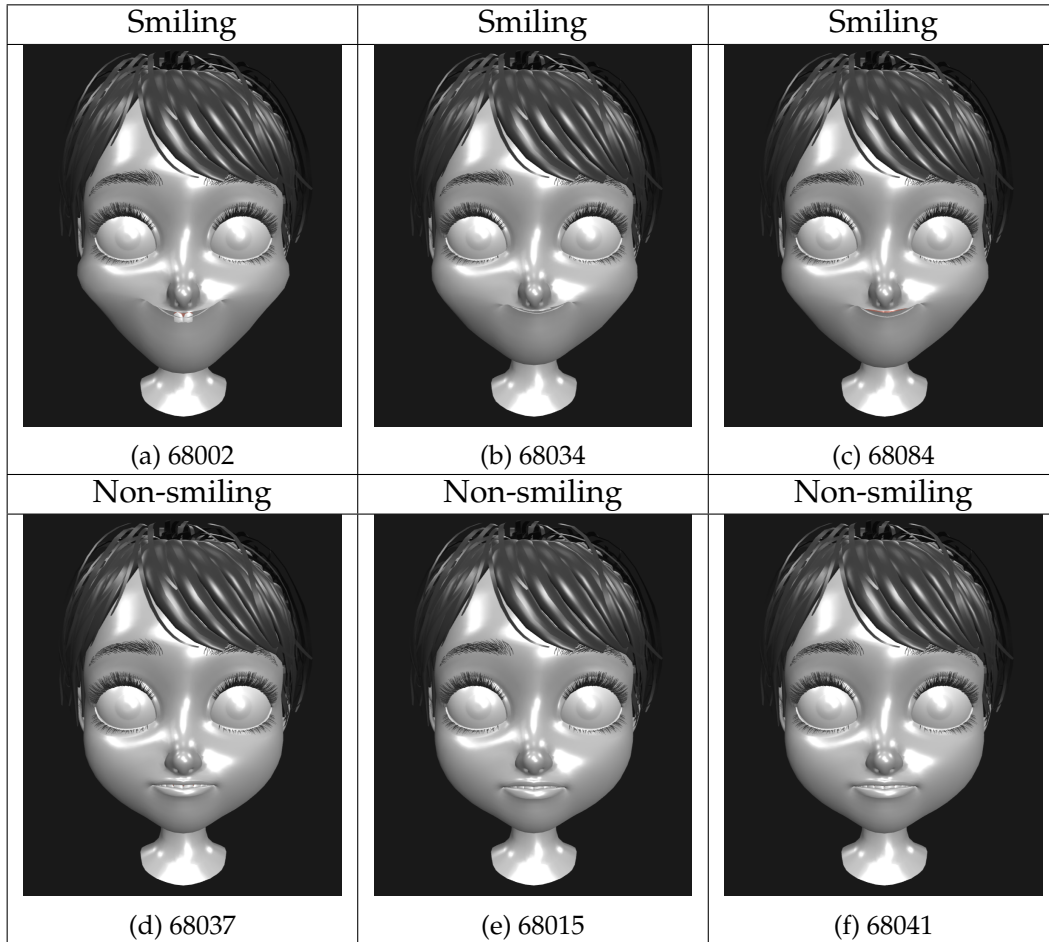 Smiling Smiling Smiling
(a) 68002 (b) 68034 (c) 68084
Non-smiling Non-smiling Non-smiling
(d) 68037 (e) 68015 (f) 68041